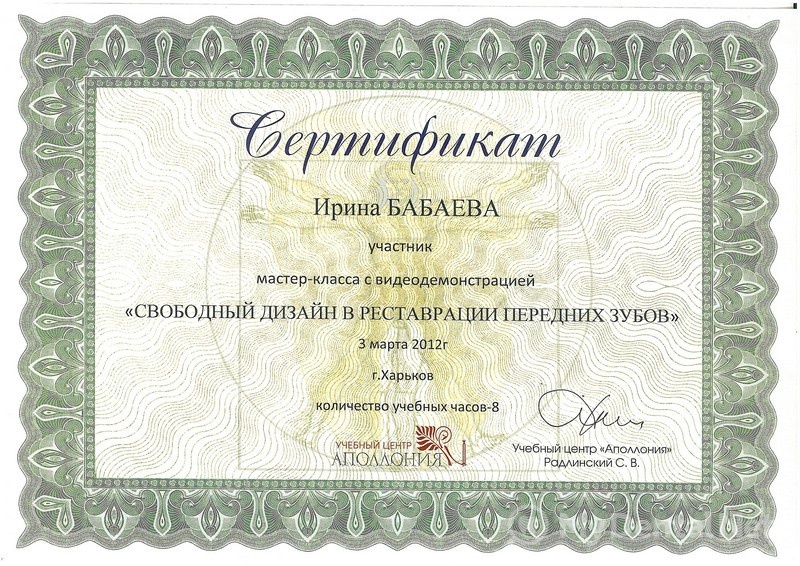 Сертификат
Ирина БАБАЕВА
участник
мастер-класса с видеодемонстрацией
«СВОБОДНЫЙ ДИЗАЙН В РЕСТАВРАЦИИ ПЕРЕДНИХ ЗУБОВ»
3 марта 2012г
г.Харьков
количество учебных часов-8
УЧЕБНЫЙ ЦЕНТР
АПОЛЛОНИЯ
Учебный центр «Аполлония»
Радлинский С. В.